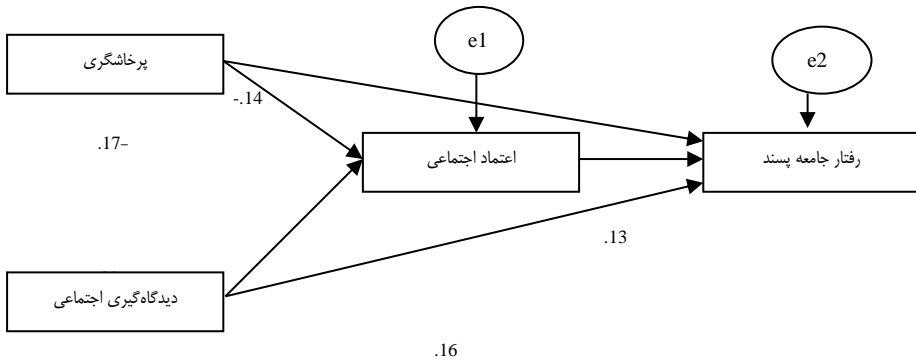 e1
پرخاشگری
e2
-.14
.17-
اعتماد اجتماعی
رفتار جامعه پسند
.13
دیدگاه‌گیری اجتماعی
.16